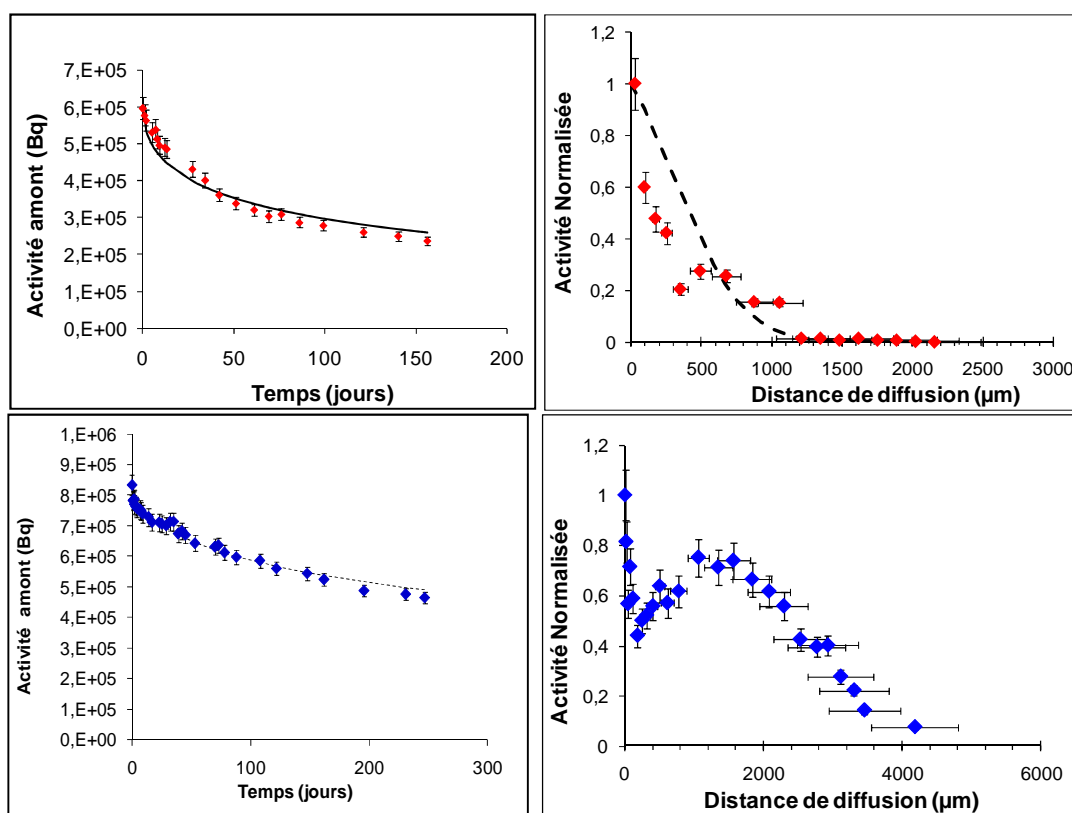 7,E+05
6,E+05
5,E+05
4,E+05
3,E+05
2,E+05
1,E+05
0,E+00
0 50 100 150 200
Activité amont (Bq)
Temps (jours)
1,2
1
0,8
0,6
0,4
0,2
0
0 500 1000 1500 2000 2500 3000
Activité Normalisée
Distance de diffusion (µm)
1,E+06
9,E+05
8,E+05
7,E+05
6,E+05
5,E+05
4,E+05
3,E+05
2,E+05
1,E+05
0,E+00
0 100 200 300
Activité amont (Bq)
Temps (jours)
1,2
1
0,8
0,6
0,4
0,2
0
0 2000 4000 6000
Activité Normalisée
Distance de diffusion (µm)